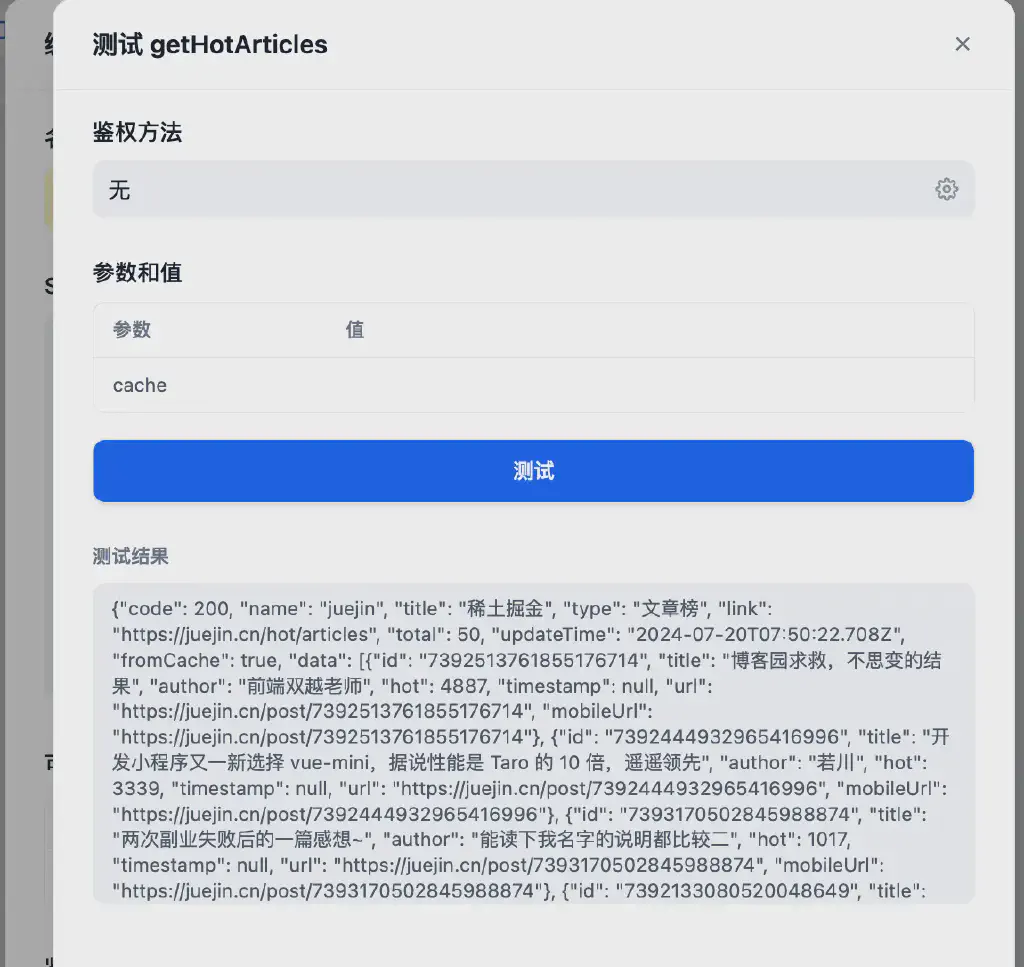 测试 getHotArticles
鉴权方法
无
参数和值
参数 值
cache
测试
测试结果
{"code": 200, "name": "juejin", "title": "稀土掘金", "type": "文章榜", "link":
"https://juejin.cn/hot/articles", "total": 50, "updateTime": "2024-07-20T07:50:22.708Z",
"fromCache": true, "data": [{"id": "7392513761855176714", "title": "博客园求救，不思变的结
果", "author": "前端双越老师", "hot": 4887, "timestamp": null, "url":
"https://juejin.cn/post/7392513761855176714", "mobileUrl":
"https://juejin.cn/post/7392513761855176714"}, {"id": "7392444932965416996", "title": "开
发小程序又一新选择 vue-mini，据说性能是 Taro 的 10 倍，遥遥领先", "author": "若川", "hot":
3339, "timestamp": null, "url": "https://juejin.cn/post/7392444932965416996", "mobileUrl":
"https://juejin.cn/post/7392444932965416996"}, {"id": "7393170502845988874", "title":
"两次副业失败后的一篇感想~", "author": "能读下我名字的说明都比较二", "hot": 1017,
"timestamp": null, "url": "https://juejin.cn/post/7393170502845988874", "mobileUrl":
"https://juejin.cn/post/7393170502845988874"}, {"id": "7392133080520048649", "title":